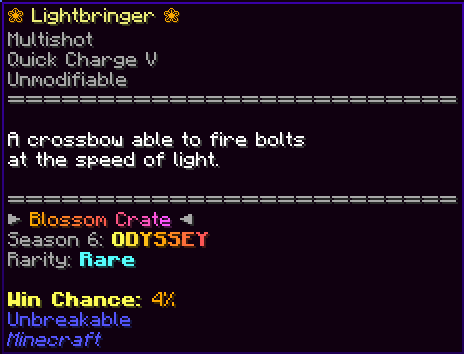 ❀ Lightbringer ❀
Multishot
Quick Charge V
Unmodifiable
==============================
A crossbow able to fire bolts
at the speed of light.
==============================
► Blossom Crate ◄
Season 6: ODYSSEY
Rarity: Rare
Win Chance: 4%
Unbreakable
Minecraft